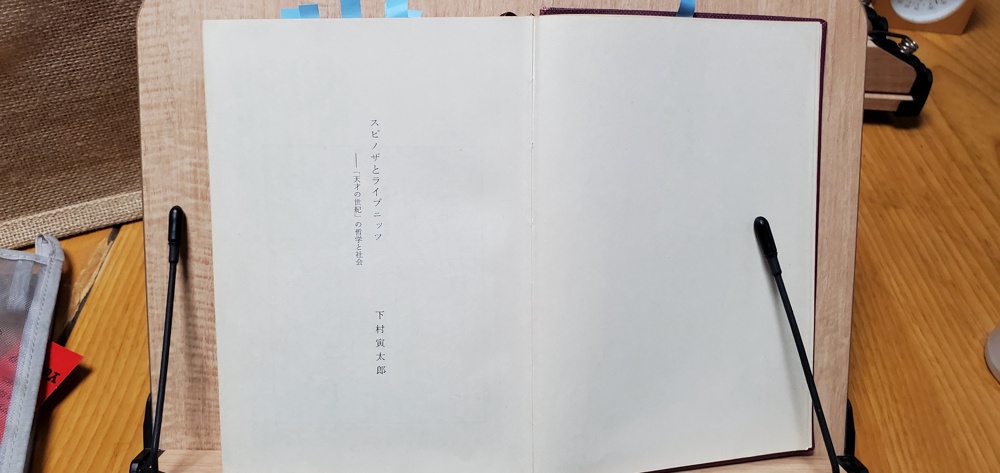 スピノザとライプニッツ
——「天才の世紀」の哲学と社会
下村寅太郎